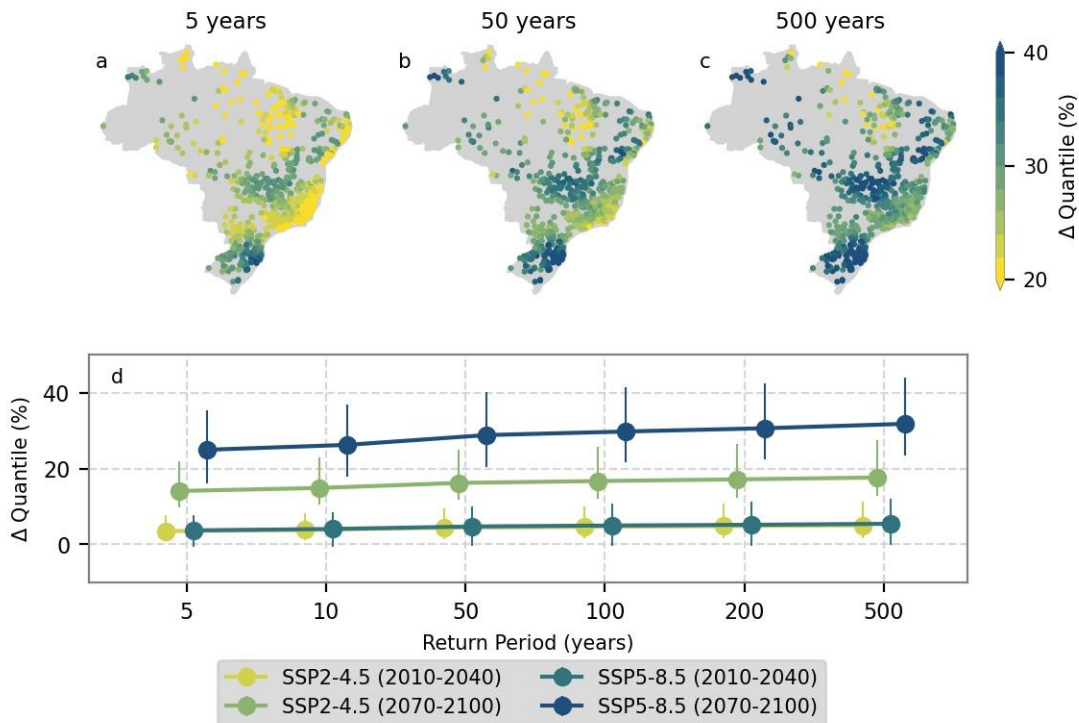 5 years
50 years
500 years
a
b
c
40
30
20
Δ Quantile (%)
d
40
20
0
Δ Quantile (%)
5
10
50
100
200
500
Return Period (years)
SSP2-4.5 (2010-2040)
SSP5-8.5 (2010-2040)
SSP2-4.5 (2070-2100)
SSP5-8.5 (2070-2100)